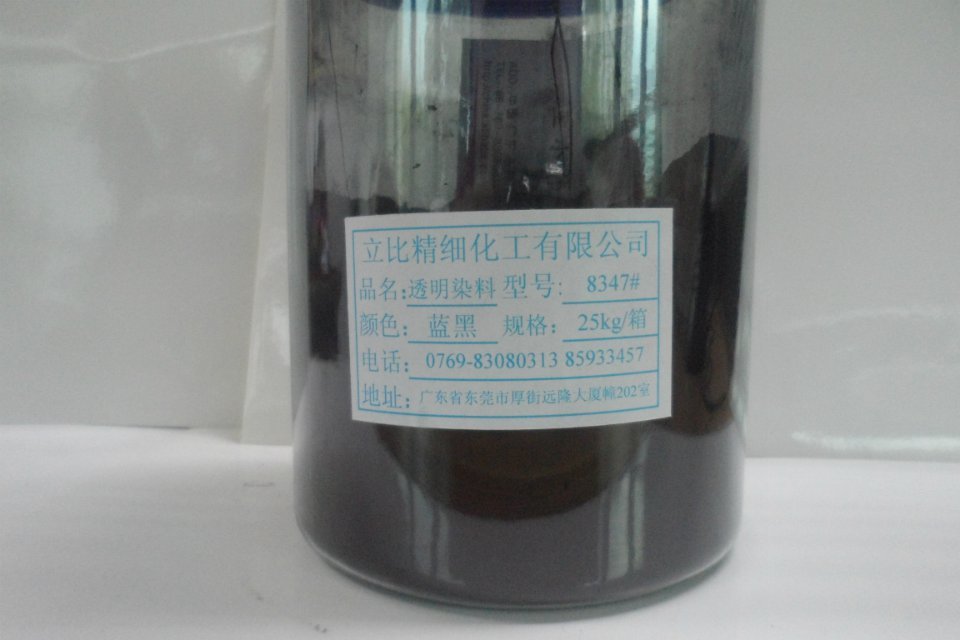 立比精细化工有限公司
品名:透明染料 型号: 8347#
颜色: 蓝黑 规格: 25kg/箱
电话: 0769-83080313 85933457
地址: 广东省东莞市厚街远隆大厦幢202室